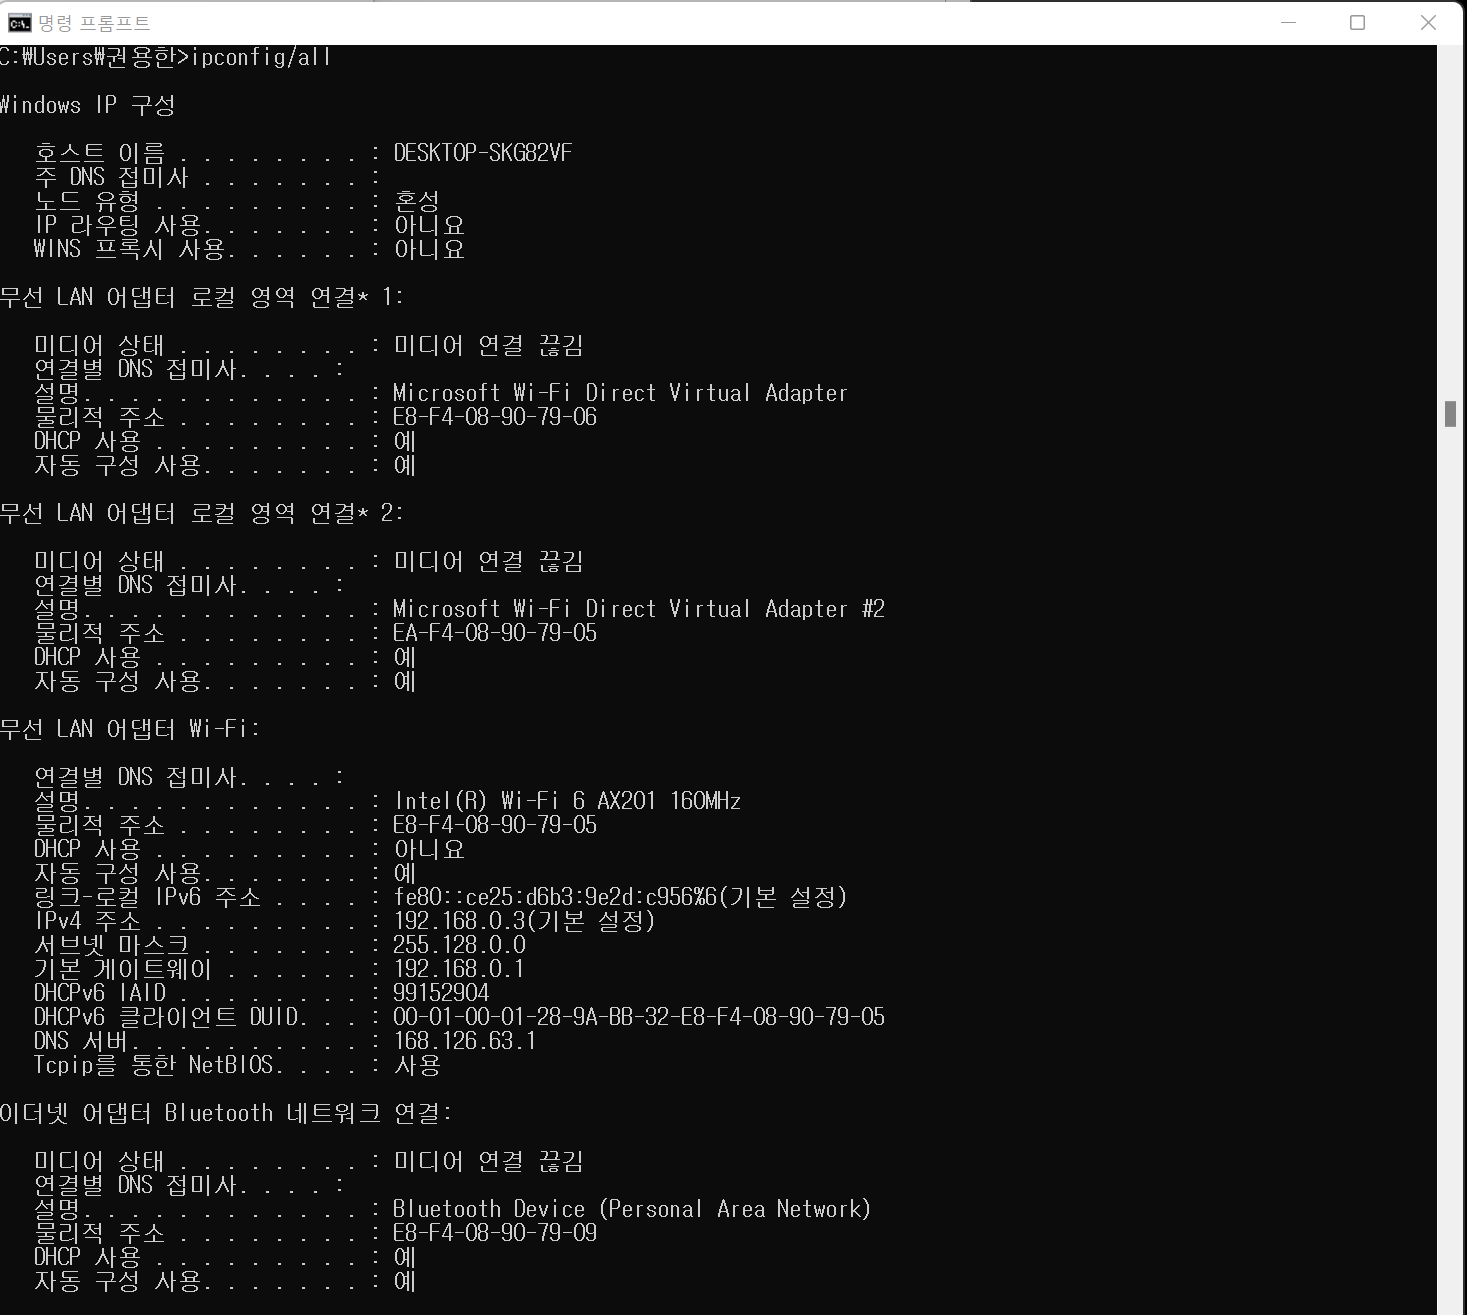 명령 프롬프트
C:\Users\권용한>ipconfig/all
Windows IP 구성
호스트 이름 . . . . . . . . : DESKTOP-SKG82VF
주 DNS 접미사 . . . . . . . :
노드 유형 . . . . . . . . . : 혼성
IP 라우팅 사용. . . . . . . : 아니요
WINS 프록시 사용. . . . . . : 아니요
무선 LAN 어댑터 로컬 영역 연결* 1:
미디어 상태 . . . . . . . . : 미디어 연결 끊김
연결별 DNS 접미사. . . . :
설명. . . . . . . . . . . . : Microsoft Wi-Fi Direct Virtual Adapter
물리적 주소 . . . . . . . . : E8-F4-08-90-79-06
DHCP 사용 . . . . . . . . . : 예
자동 구성 사용. . . . . . . : 예
무선 LAN 어댑터 로컬 영역 연결* 2:
미디어 상태 . . . . . . . . : 미디어 연결 끊김
연결별 DNS 접미사. . . . :
설명. . . . . . . . . . . . : Microsoft Wi-Fi Direct Virtual Adapter #2
물리적 주소 . . . . . . . . : EA-F4-08-90-79-05
DHCP 사용 . . . . . . . . . : 예
자동 구성 사용. . . . . . . : 예
무선 LAN 어댑터 Wi-Fi:
연결별 DNS 접미사. . . . :
설명. . . . . . . . . . . . : Intel(R) Wi-Fi 6 AX201 160MHz
물리적 주소 . . . . . . . . : E8-F4-08-90-79-05
DHCP 사용 . . . . . . . . . : 아니요
자동 구성 사용. . . . . . . : 예
링크-로컬 IPv6 주소 . . . . : fe80::ce25:d6b3:9e2d:c956%6(기본 설정)
IPv4 주소 . . . . . . . . . : 192.168.0.3(기본 설정)
서브넷 마스크 . . . . . . . : 255.128.0.0
기본 게이트웨이 . . . . . . : 192.168.0.1
DHCPv6 IAID . . . . . . . . : 99152904
DHCPv6 클라이언트 DUID. . . : 00-01-00-01-28-9A-BB-32-E8-F4-08-90-79-05
DNS 서버. . . . . . . . . . : 168.126.63.1
Tcpip를 통한 NetBIOS. . . . : 사용
이더넷 어댑터 Bluetooth 네트워크 연결:
미디어 상태 . . . . . . . . : 미디어 연결 끊김
연결별 DNS 접미사. . . . :
설명. . . . . . . . . . . . : Bluetooth Device (Personal Area Network)
물리적 주소 . . . . . . . . : E8-F4-08-90-79-09
DHCP 사용 . . . . . . . . . : 예
자동 구성 사용. . . . . . . : 예